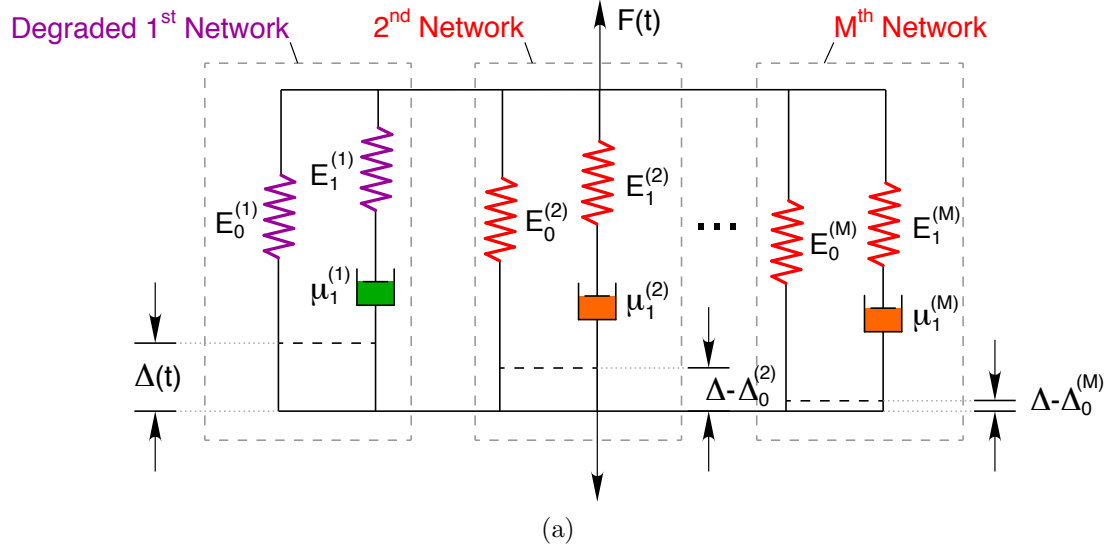 Degraded 1st Network
2nd Network
F(t)
Mth Network
E0(1)
E1(1)
μ1(1)
E0(2)
E1(2)
μ1(2)
...
E0(M)
E1(M)
μ1(M)
Δ(t)
Δ-Δ0(2)
Δ-Δ0(M)
(a)